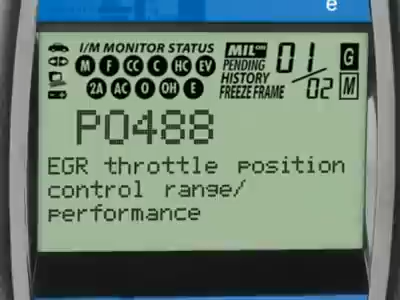 e
I/M MONITOR STATUS
MIL ON
01
G
M F CC C HC EV
PENDING
HISTORY
02
M
2A AC O OH E
FREEZE FRAME
P0488
EGR throttle position
control range/
performance